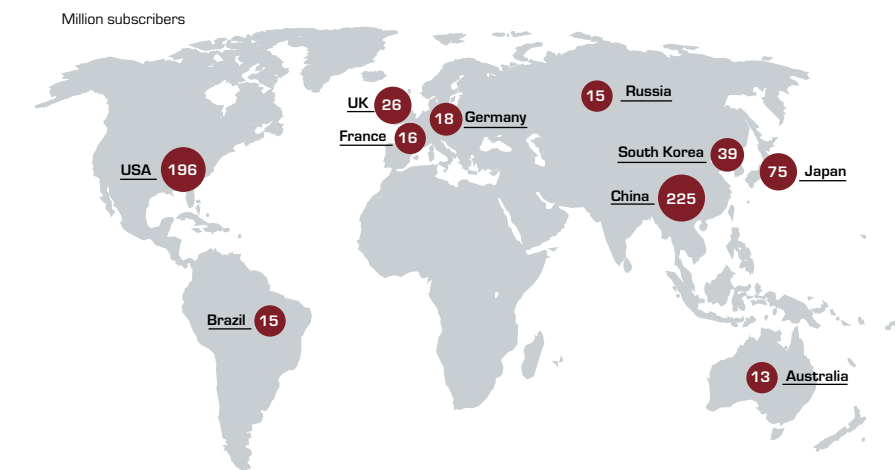 Million subscribers
15 Russia
UK 26
18 Germany
France 16
South Korea 39
USA 196
75 Japan
China 225
Brazil 15
13 Australia